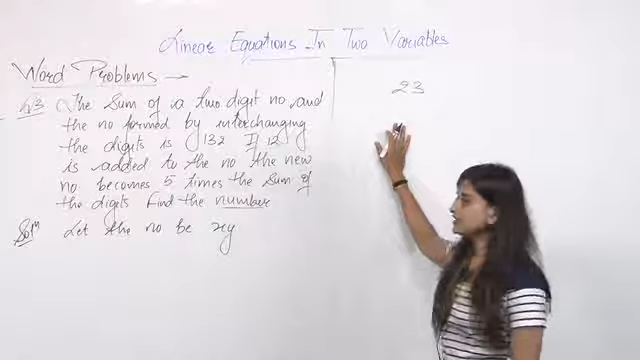 Linear Equations In Two Variables
Word Problems →
Q.3 The Sum of a two digit no and
the no formed by interchanging
the digits is 132 If 12
is added to the no the new
no becomes 5 times the Sum of
the digits Find the number
Solⁿ Let the no be xy
23